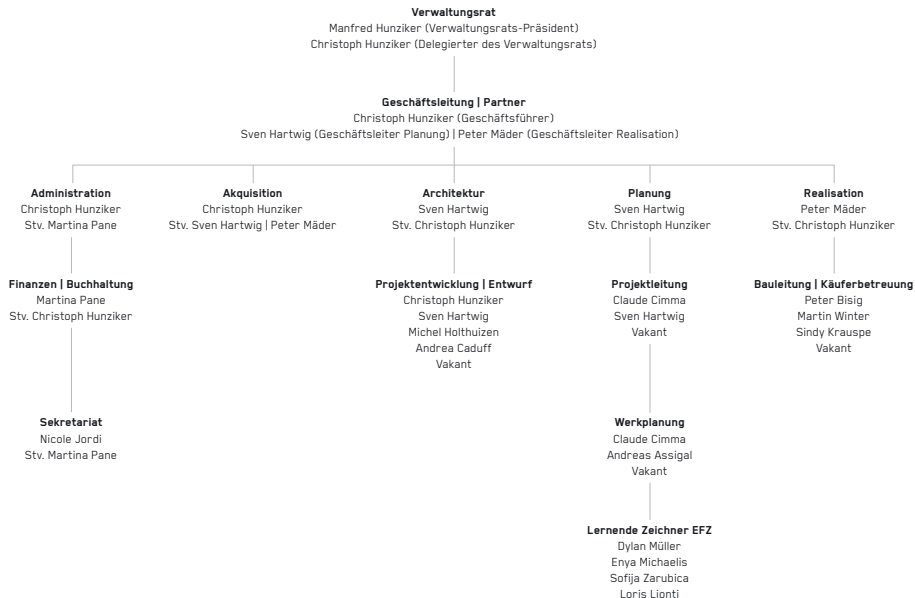 Verwaltungsrat
Manfred Hunziker (Verwaltungsrats-Präsident)
Christoph Hunziker (Delegierter des Verwaltungsrats)
Geschäftsleitung | Partner
Christoph Hunziker (Geschäftsführer)
Sven Hartwig (Geschäftsleiter Planung) | Peter Mäder (Geschäftsleiter Realisation)
Administration
Christoph Hunziker
Stv. Martina Pane
Akquisition
Christoph Hunziker
Stv. Sven Hartwig | Peter Mäder
Architektur
Sven Hartwig
Stv. Christoph Hunziker
Planung
Sven Hartwig
Stv. Christoph Hunziker
Realisation
Peter Mäder
Stv. Christoph Hunziker
Finanzen | Buchhaltung
Martina Pane
Stv. Christoph Hunziker
Projektentwicklung | Entwurf
Christoph Hunziker
Sven Hartwig
Michel Holthuizen
Andrea Caduff
Vakant
Projektleitung
Claude Cimma
Sven Hartwig
Vakant
Bauleitung | Käuferbetreuung
Peter Bisig
Martin Winter
Sindy Krauspe
Vakant
Sekretariat
Nicole Jordi
Stv. Martina Pane
Werkplanung
Claude Cimma
Andreas Assigal
Vakant
Lernende Zeichner EFZ
Dylan Müller
Enya Michaelis
Sofija Zarubica
Loris Lionti